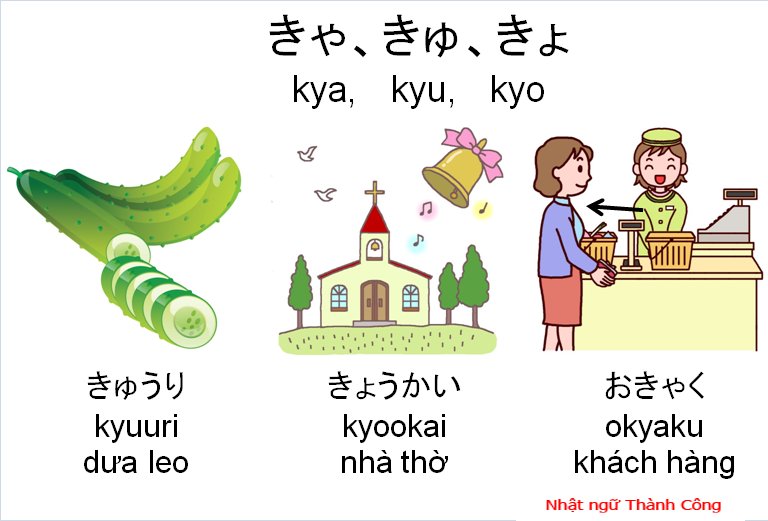 きゃ、きゅ、きょ
kya, kyu, kyo
きゅうり
kyuuri
dưa leo
きょうかい
kyookai
nhà thờ
おきゃく
okyaku
khách hàng
Nhật ngữ Thành Công